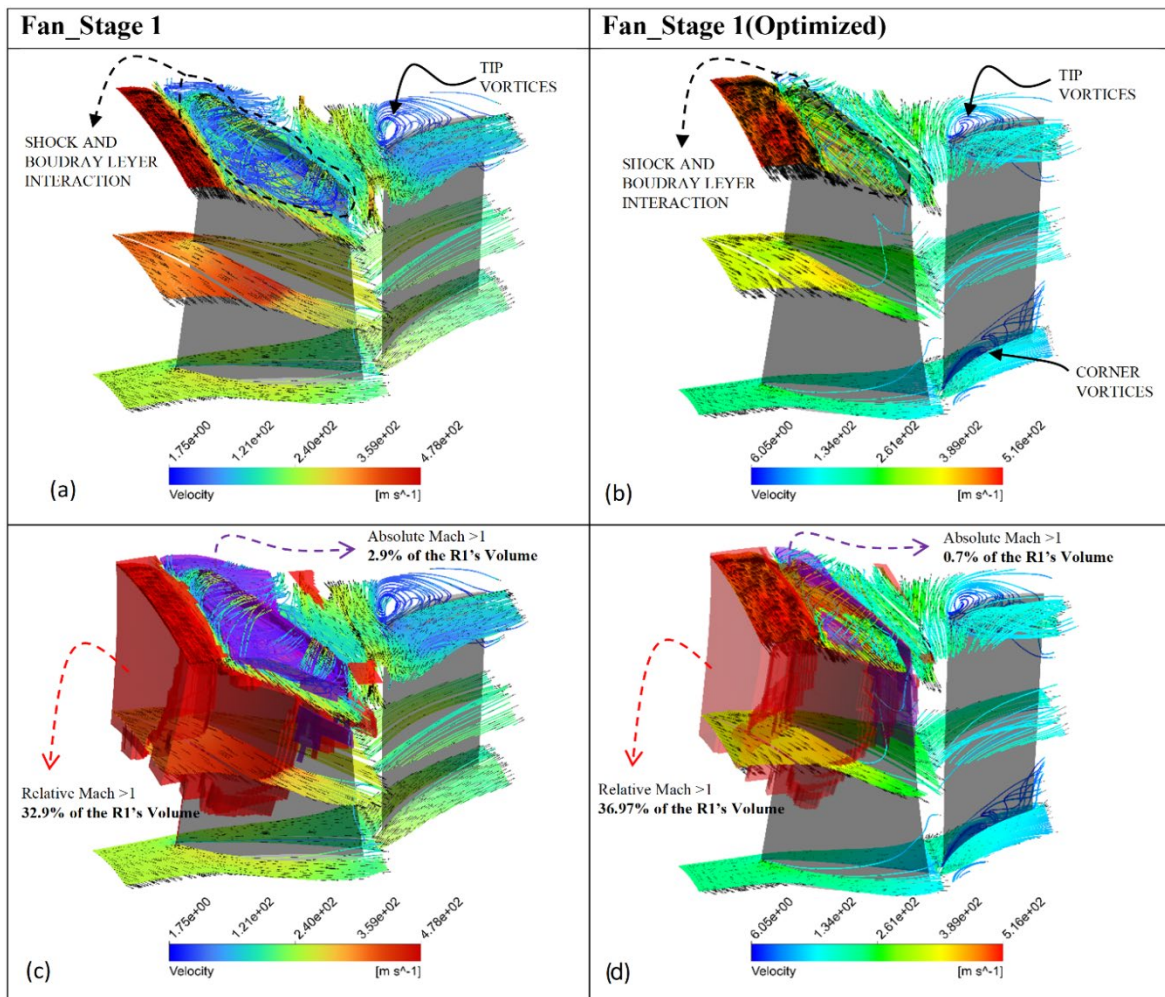 Fan_Stage 1
Fan_Stage 1(Optimized)
TIP
VORTICES
SHOCK AND
BOUDRAY LEYER
INTERACTION
1.75e+00
1.21e+02
2.40e+02
3.59e+02
4.78e+02
Velocity
[m s^-1]
(a)
TIP
VORTICES
SHOCK AND
BOUDRAY LEYER
INTERACTION
CORNER
VORTICES
6.05e+00
1.34e+02
2.61e+02
3.89e+02
5.16e+02
Velocity
[m s^-1]
(b)
Absolute Mach >1
2.9% of the R1's Volume
Relative Mach >1
32.9% of the R1's Volume
1.75e+00
1.21e+02
2.40e+02
3.59e+02
4.78e+02
Velocity
[m s^-1]
(c)
Absolute Mach >1
0.7% of the R1's Volume
Relative Mach >1
36.97% of the R1's Volume
6.05e+00
1.34e+02
2.61e+02
3.89e+02
5.16e+02
Velocity
[m s^-1]
(d)